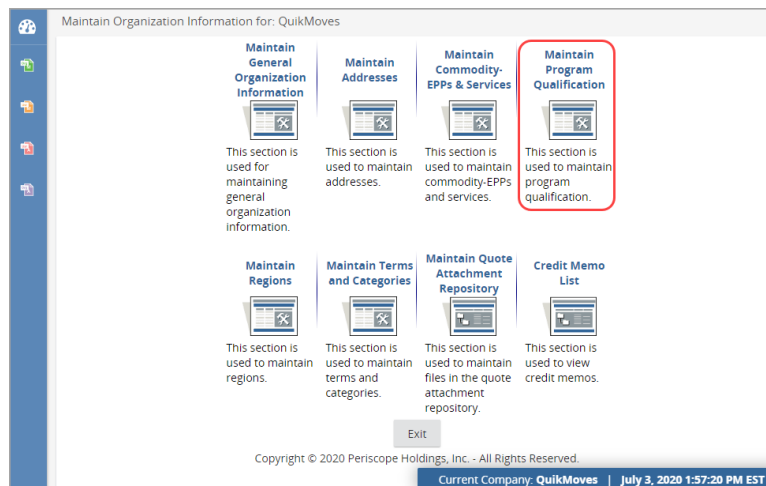 Maintain Organization Information for: QuikMoves
Maintain
General
Organization
Information
This section is
used for
maintaining
general
organization
information.
Maintain
Addresses
This section is
used to maintain
addresses.
Maintain
Commodity-
EPPs & Services
This section is
used to maintain
commodity-EPPs
and services.
Maintain
Program
Qualification
This section is
used to maintain
program
qualification.
Maintain
Regions
This section is
used to maintain
regions.
Maintain Terms
and Categories
This section is
used to maintain
terms and
categories.
Maintain Quote
Attachment
Repository
This section is
used to maintain
files in the quote
attachment
repository.
Credit Memo
List
This section is
used to view
credit memos.
Exit
Copyright © 2020 Periscope Holdings, Inc. - All Rights Reserved.
Current Company: QuikMoves | July 3, 2020 1:57:20 PM EST